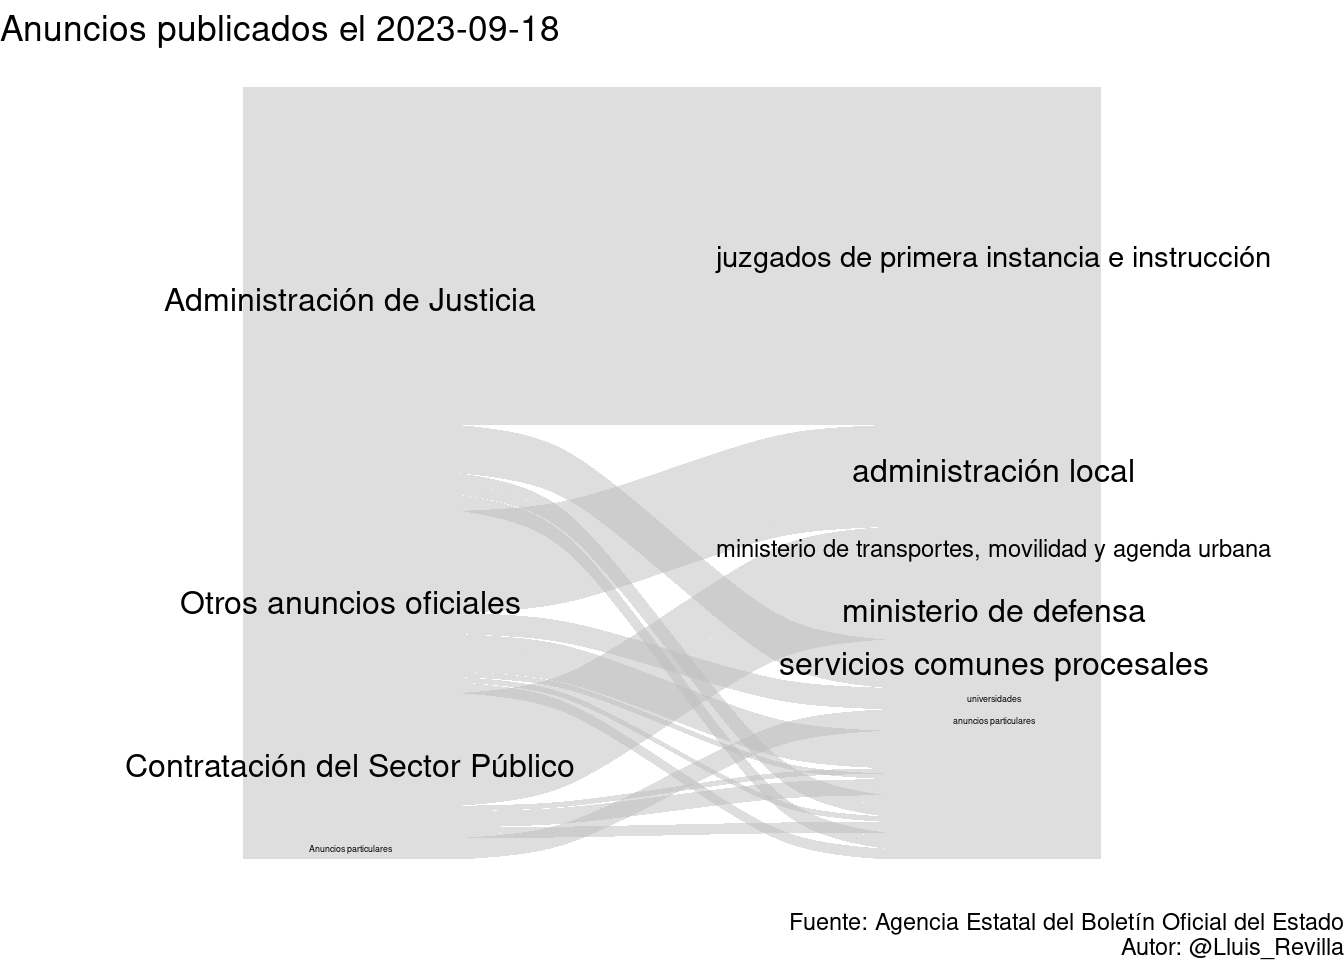 Anuncios publicados el 2023-09-18
juzgados de primera instancia e instrucción
Administración de Justicia
administración local
ministerio de transportes, movilidad y agenda urbana
Otros anuncios oficiales
ministerio de defensa
servicios comunes procesales
universidades
anuncios particulares
Contratación del Sector Público
Anuncios particulares
Fuente: Agencia Estatal del Boletín Oficial del Estado
Autor: @Lluis_Revilla